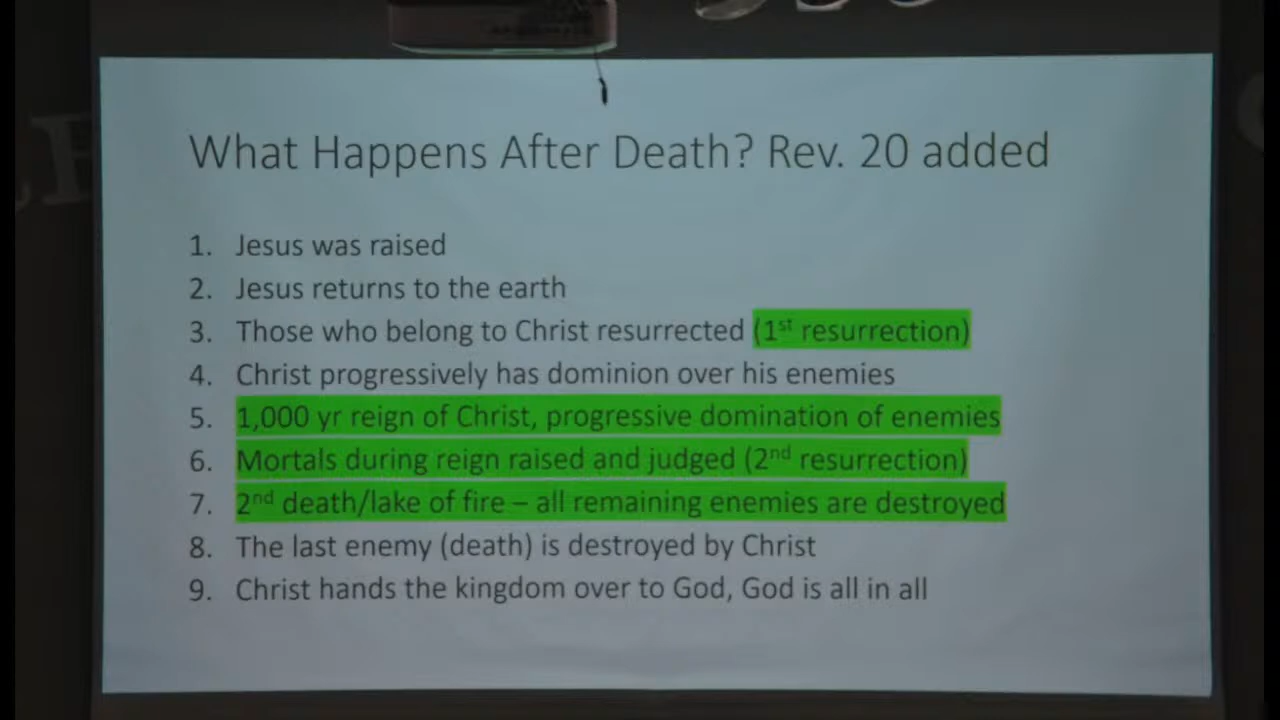 What Happens After Death? Rev. 20 added
1. Jesus was raised
2. Jesus returns to the earth
3. Those who belong to Christ resurrected (1st resurrection)
4. Christ progressively has dominion over his enemies
5. 1,000 yr reign of Christ, progressive domination of enemies
6. Mortals during reign raised and judged (2nd resurrection)
7. 2nd death/lake of fire – all remaining enemies are destroyed
8. The last enemy (death) is destroyed by Christ
9. Christ hands the kingdom over to God, God is all in all